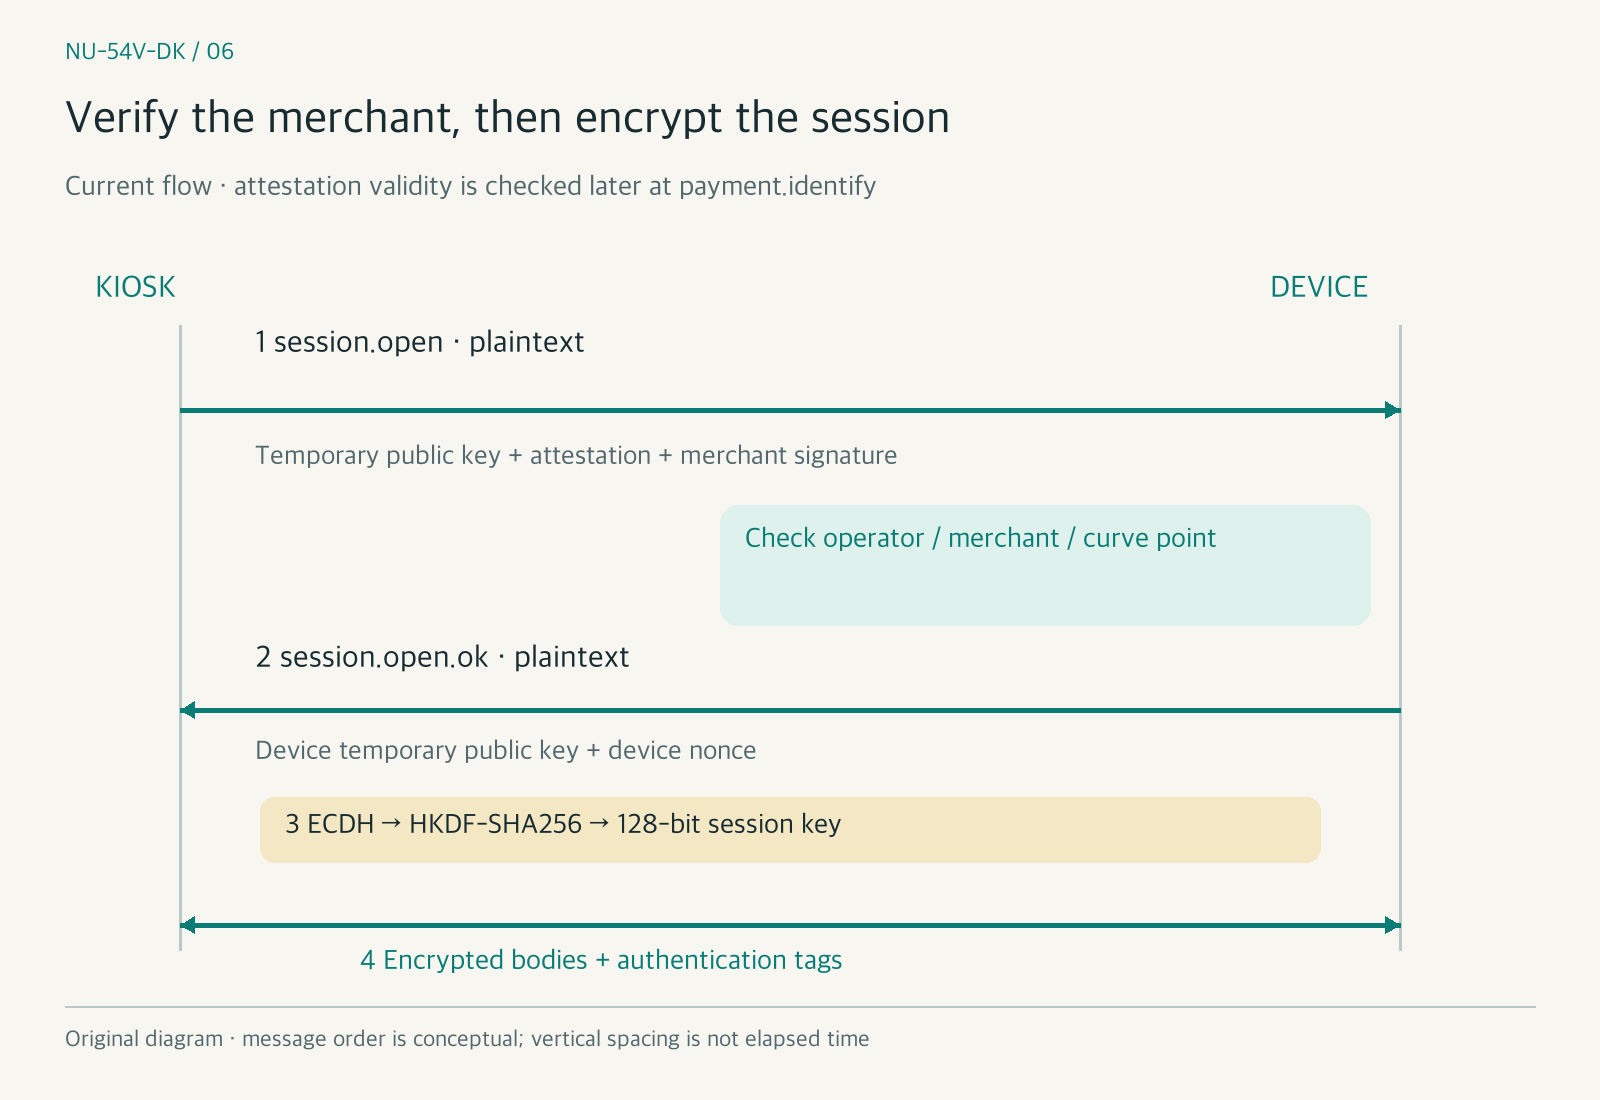 NU-54V-DK / 06
Verify the merchant, then encrypt the session
Current flow · attestation validity is checked later at payment.identify
KIOSK
DEVICE
1 session.open · plaintext
Temporary public key + attestation + merchant signature
Check operator / merchant / curve point
2 session.open.ok · plaintext
Device temporary public key + device nonce
3 ECDH → HKDF-SHA256 → 128-bit session key
4 Encrypted bodies + authentication tags
Original diagram · message order is conceptual; vertical spacing is not elapsed time